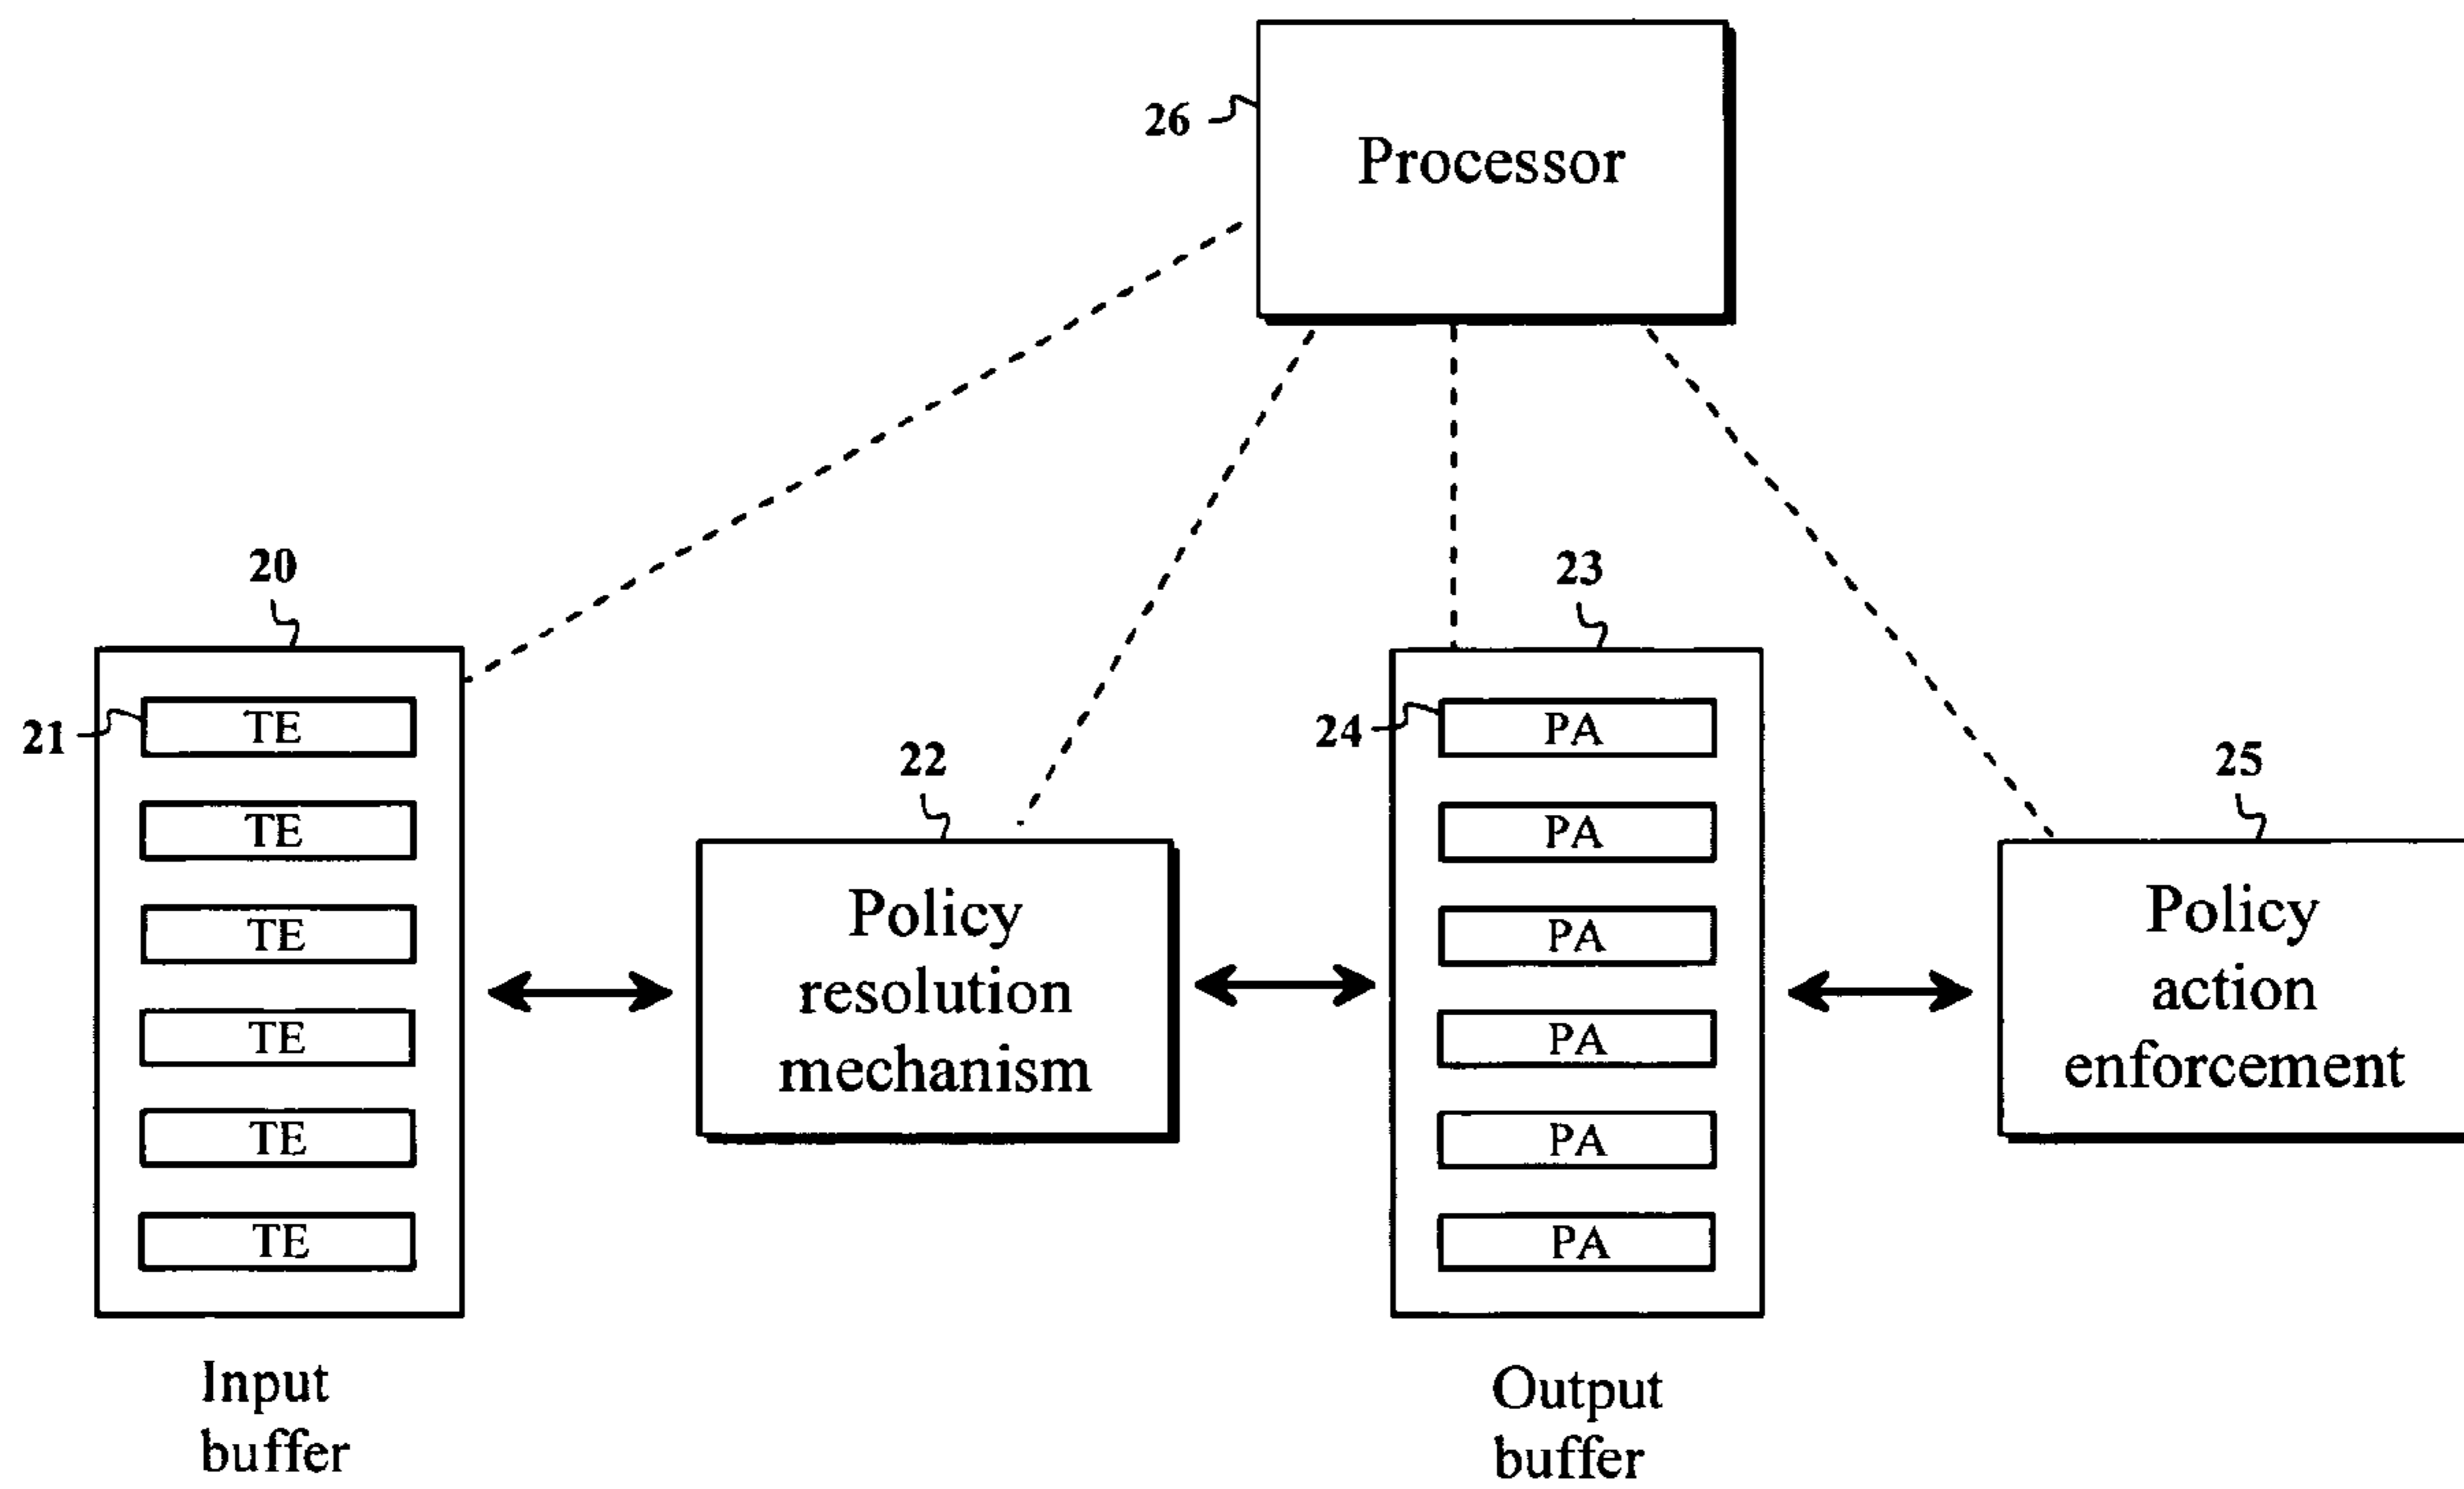 26
Processor
20
23
21
TE
24
PA
22
25
TE
PA
TE
PA
Policy
resolution
mechanism
Policy
action
enforcement
TE
PA
TE
PA
TE
PA
Input
buffer
Output
buffer